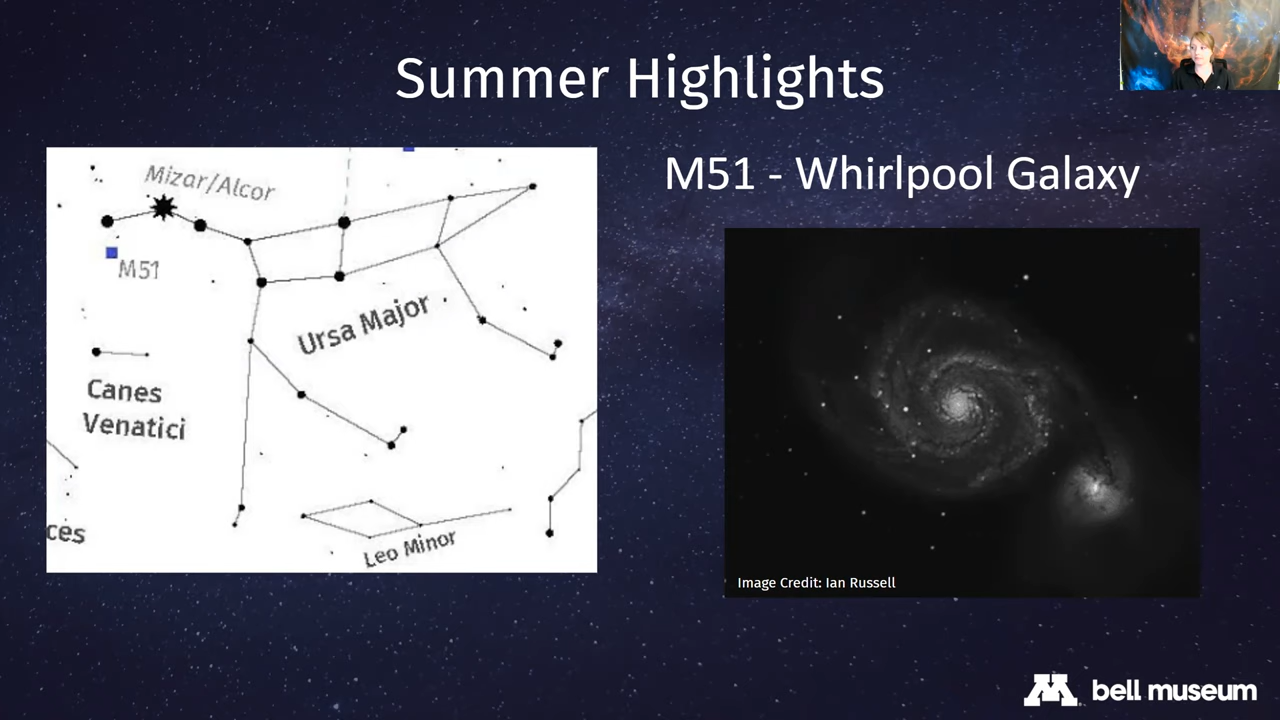 Summer Highlights
Mizar/Alcor
M51
Ursa Major
Canes
Venatici
ces
Leo Minor
M51 - Whirlpool Galaxy
Image Credit: Ian Russell
M bell museum